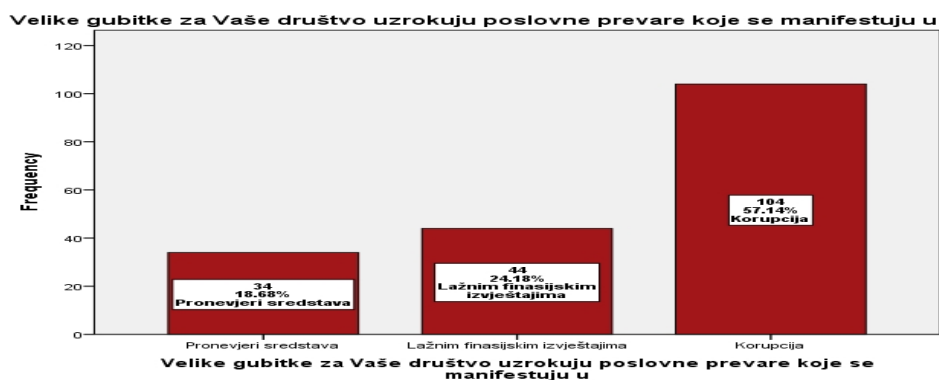 Velike gubitke za Vaše društvo uzrokuju poslovne prevare koje se manifestuju u
120
100
80
60
40
20
0
Frequency
34
18.68%
Pronevjeri sredstava
44
24.18%
Lažnim finasijskim
izvještajima
104
57.14%
Korupcija
Pronevjeri sredstava
Lažnim finasijskim izvještajima
Korupcija
Velike gubitke za Vaše društvo uzrokuju poslovne prevare koje se
manifestuju u